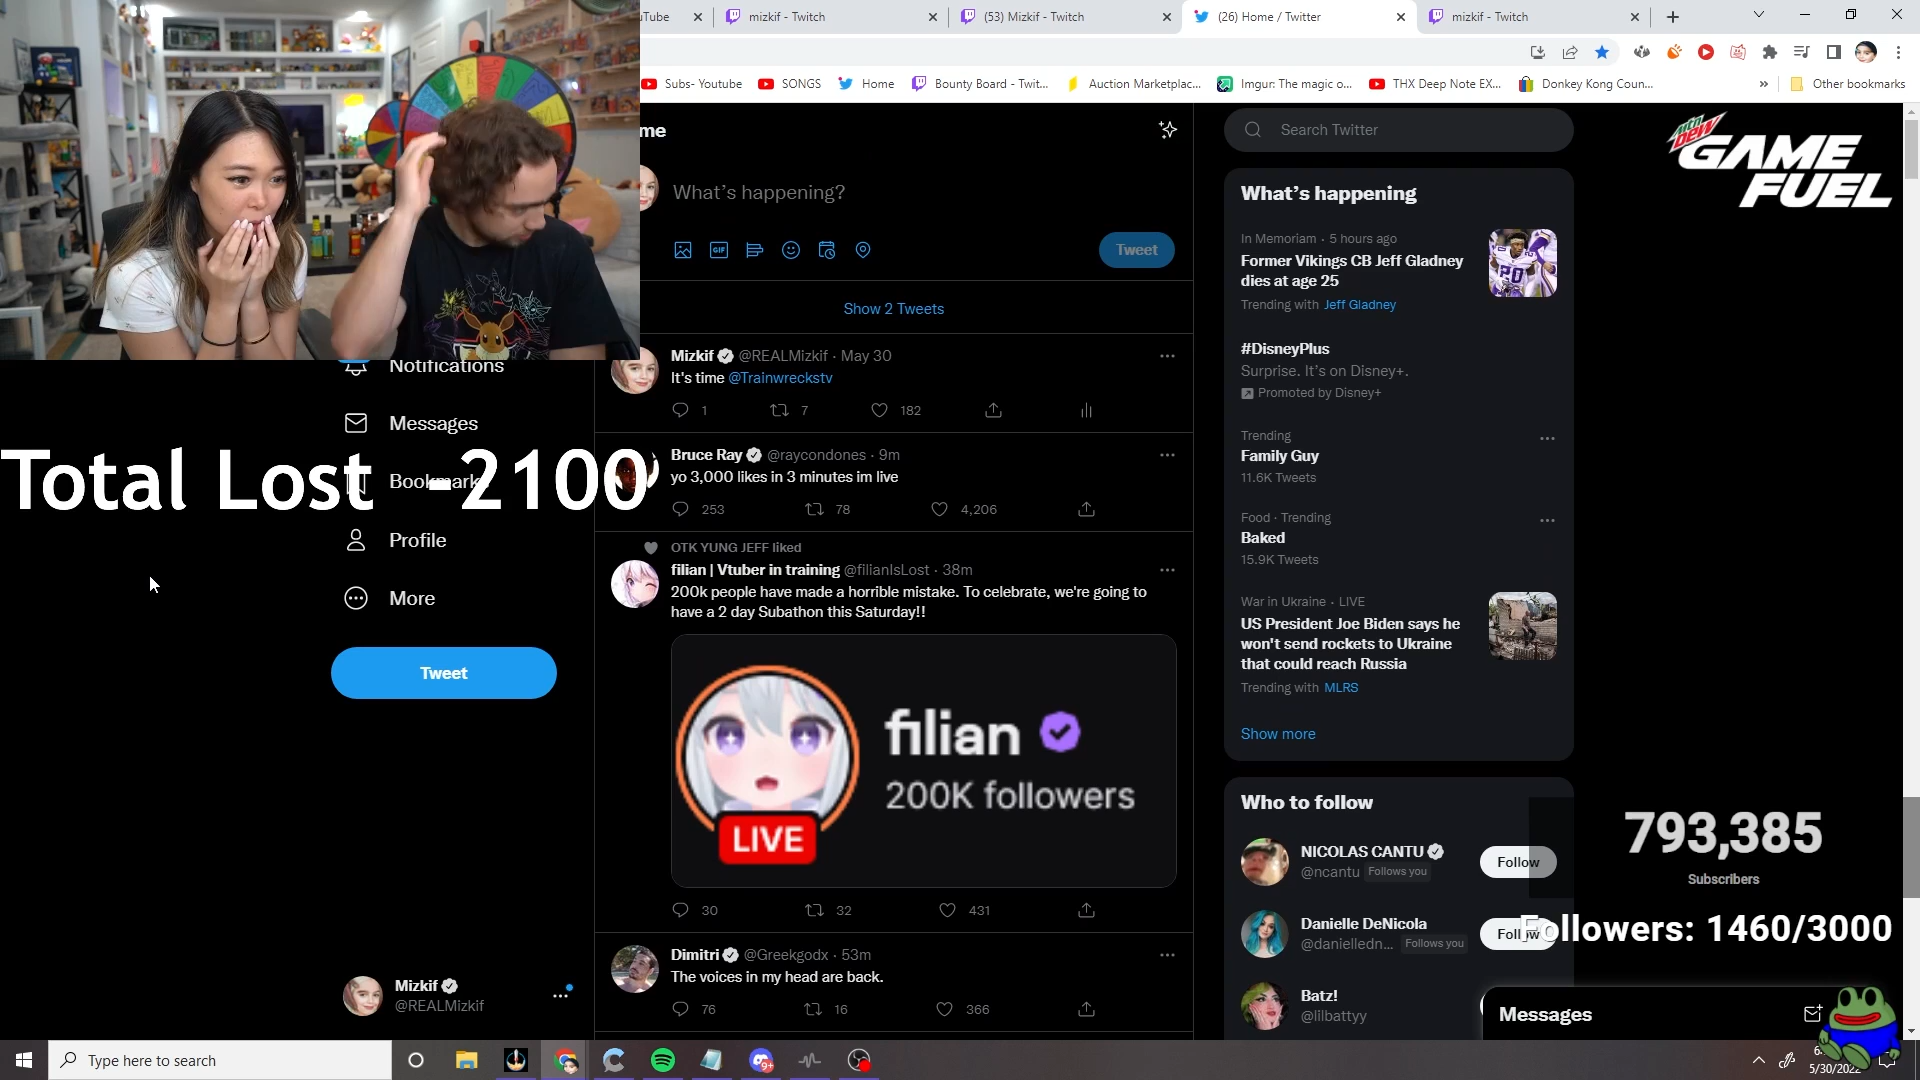 uTube
mizkif - Twitch
(53) Mizkif - Twitch
(26) Home / Twitter
mizkif - Twitch
Subs- Youtube
SONGS
Home
Bounty Board - Twit...
Auction Marketplac...
Imgur: The magic o...
THX Deep Note EX...
Donkey Kong Coun...
Other bookmarks
me
What's happening?
GIF
Tweet
Show 2 Tweets
Notifications
Messages
Bookmark
Profile
More
Tweet
Total Lost -2100
Mizkif
@REALMizkif
Mizkif @REALMizkif · May 30
It's time @Trainwreckstv
1 7 182
Bruce Ray @raycondones · 9m
yo 3,000 likes in 3 minutes im live
253 78 4,206
OTK YUNG JEFF liked
filian | Vtuber in training @filianIsLost · 38m
200k people have made a horrible mistake. To celebrate, we're going to
have a 2 day Subathon this Saturday!!
filian
200K followers
LIVE
30 32 431
Dimitri @Greekgodx · 53m
The voices in my head are back.
76 16 366
Search Twitter
What's happening
In Memoriam · 5 hours ago
Former Vikings CB Jeff Gladney
dies at age 25
Trending with Jeff Gladney
#DisneyPlus
Surprise. It's on Disney+.
Promoted by Disney+
Trending
Family Guy
11.6K Tweets
Food · Trending
Baked
15.9K Tweets
War in Ukraine · LIVE
US President Joe Biden says he
won't send rockets to Ukraine
that could reach Russia
Trending with MLRS
Show more
Who to follow
NICOLAS CANTU
@ncantu Follows you
Follow
Danielle DeNicola
@danielledn... Follows you
Follow
Batz!
@lilbattyy
Messages
mtn DEW
GAME
FUEL
793,385
Subscribers
Followers: 1460/3000
Type here to search
9+
5/30/2022